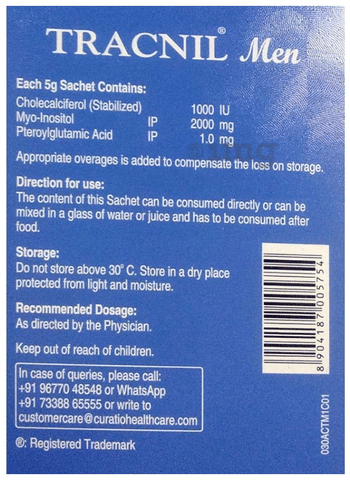 TRACNIL® Men
Each 5g Sachet Contains:
Cholecalciferol (Stabilized) 1000 IU
Myo-Inositol IP 2000 mg
Pteroylglutamic Acid IP 1.0 mg
Appropriate overages is added to compensate the loss on storage.
Direction for use:
The content of this Sachet can be consumed directly or can be
mixed in a glass of water or juice and has to be consumed after
food.
Storage:
Do not store above 30° C. Store in a dry place
protected from light and moisture.
Recommended Dosage:
As directed by the Physician.
Keep out of reach of children.
In case of queries, please call:
+91 96770 48548 or WhatsApp
+91 73388 65555 or write to
customercare@curatiohealthcare.com
®: Registered Trademark
8 904187 005754
030ACTM1C01